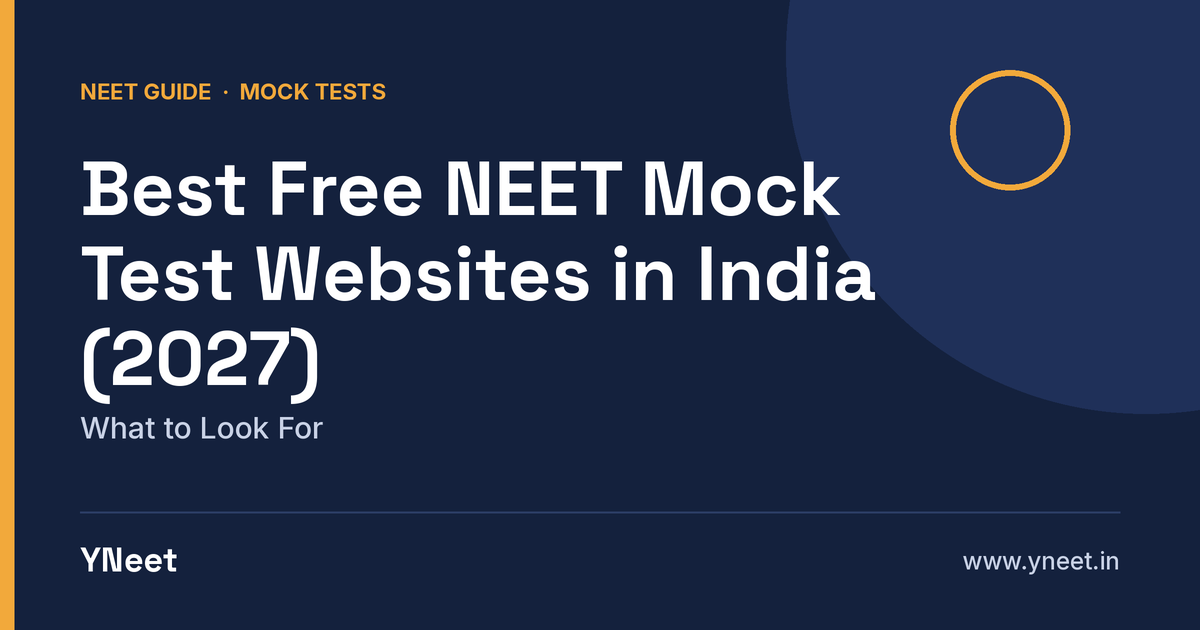 NEET GUIDE · MOCK TESTS
Best Free NEET Mock
Test Websites in India
(2027)
What to Look For
YNeet
www.yneet.in